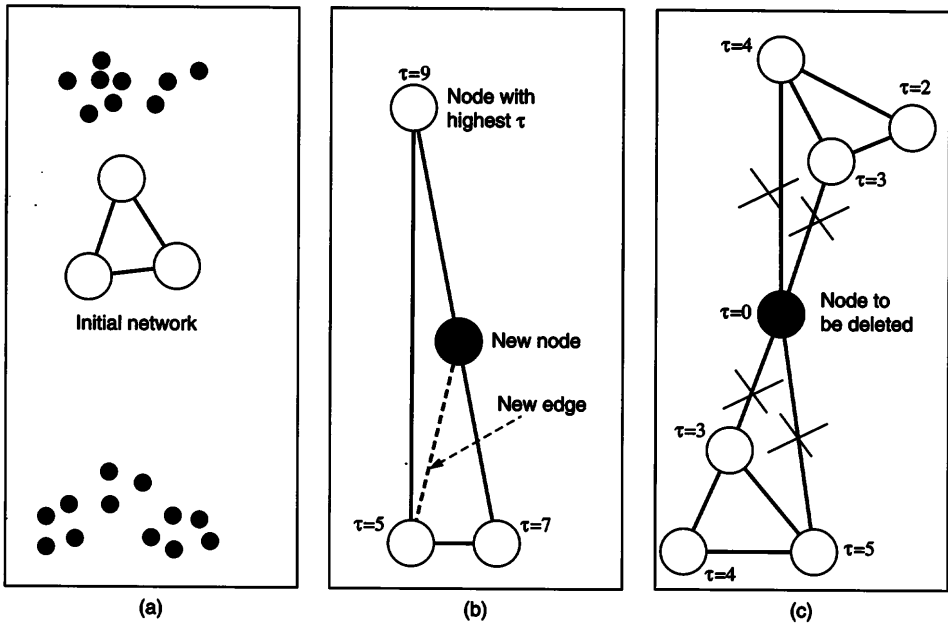 Initial network
(a)
τ=9
Node with
highest τ
New node
New edge
τ=5
τ=7
(b)
τ=4
τ=2
τ=3
τ=0
Node to
be deleted
τ=3
τ=5
τ=4
(c)